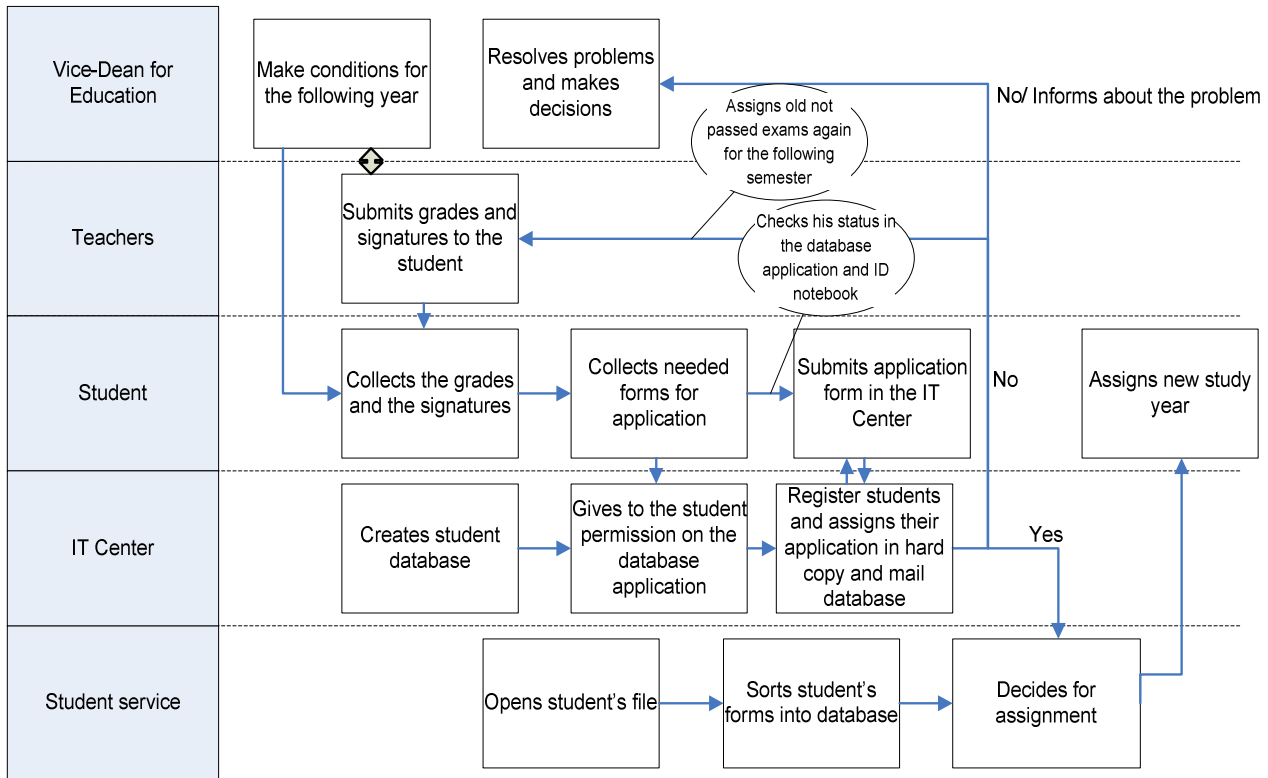 Vice-Dean for
Education
Make conditions for
the following year
Resolves problems
and makes
decisions
No/ Informs about the problem
Assigns old not
passed exams again
for the following
semester
Teachers
Submits grades and
signatures to the
student
Checks his status in
the database
application and ID
notebook
Student
Collects the grades
and the signatures
Collects needed
forms for
application
Submits application
form in the IT
Center
No
Assigns new study
year
IT Center
Creates student
database
Gives to the student
permission on the
database
application
Register students
and assigns their
application in hard
copy and mail
database
Yes
Student service
Opens student's file
Sorts student's
forms into database
Decides for
assignment